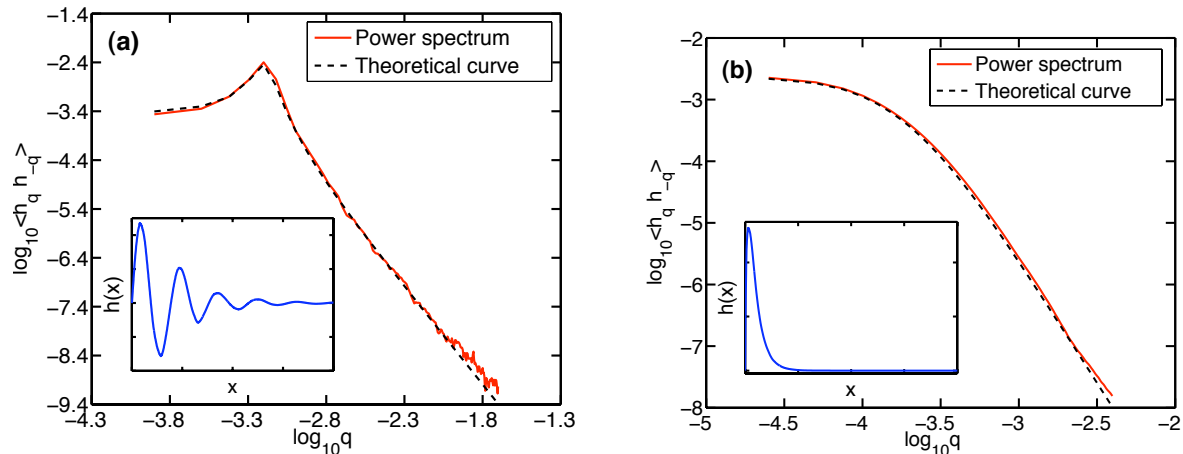 (a)
Power spectrum
Theoretical curve
log10<hq h-q>
−1.4
−2.4
−3.4
−4.4
−5.4
−6.4
−7.4
−8.4
−9.4
h(x)
x
−4.3 −3.8 −3.3 −2.8 −2.3 −1.8 −1.3
log10q
(b)
Power spectrum
Theoretical curve
log10<hq h-q>
−2
−3
−4
−5
−6
−7
−8
h(x)
x
−5 −4.5 −4 −3.5 −3 −2.5 −2
log10q